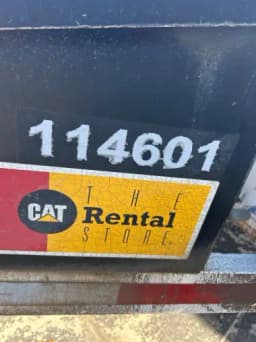 114601
CAT
THE
Rental
STORE